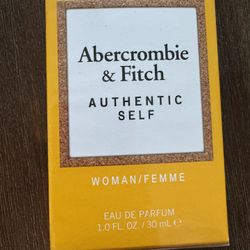 Abercrombie
& Fitch
AUTHENTIC
SELF
WOMAN/FEMME
EAU DE PARFUM
1.0 FL. OZ. / 30 ml ℮